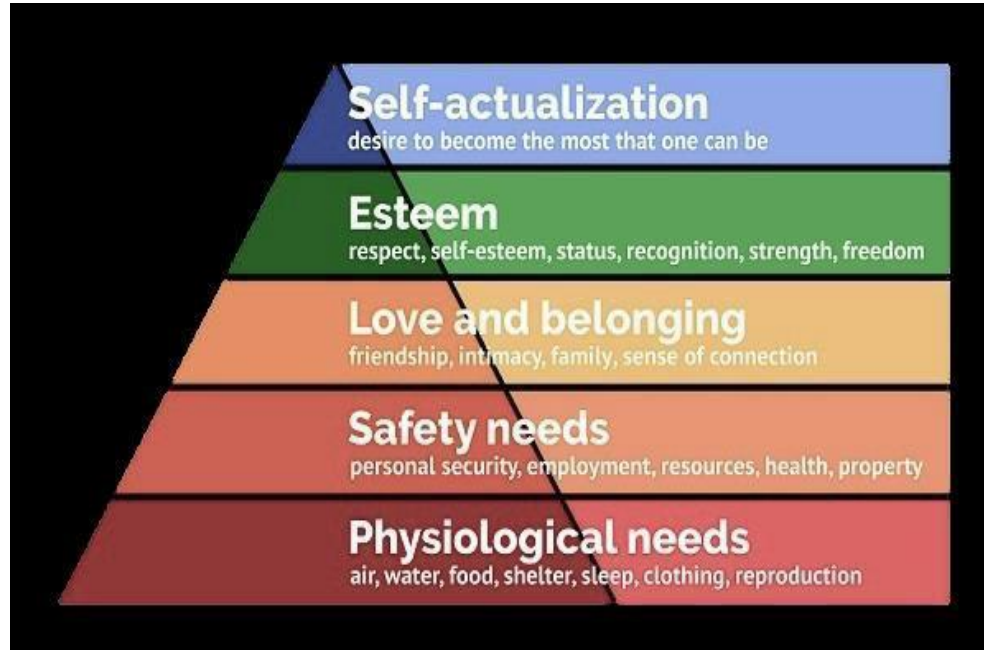 Self-actualization
desire to become the most that one can be
Esteem
respect, self-esteem, status, recognition, strength, freedom
Love and belonging
friendship, intimacy, family, sense of connection
Safety needs
personal security, employment, resources, health, property
Physiological needs
air, water, food, shelter, sleep, clothing, reproduction